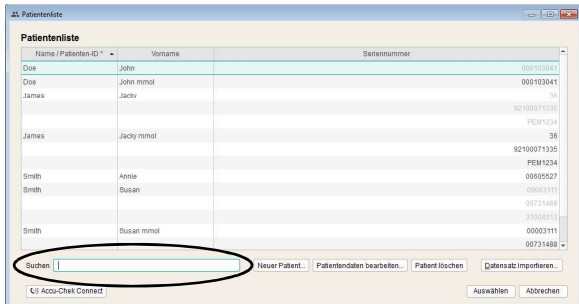 Patientenliste
Patientenliste
Name / Patienten-ID * Vorname Seriennummer
Doe John 000103041
Doe John mmol 000103041
James Jacky 36
92100071335
PEM1234
James Jacky mmol 36
92100071335
PEM1234
Smith Annie 00605527
Smith Susan 00003111
00731488
31004313
Smith Susan mmol 00003111
00731488
Suchen Neuer Patient... Patientendaten bearbeiten... Patient löschen Datensatz importieren...
Accu-Chek Connect Auswählen Abbrechen